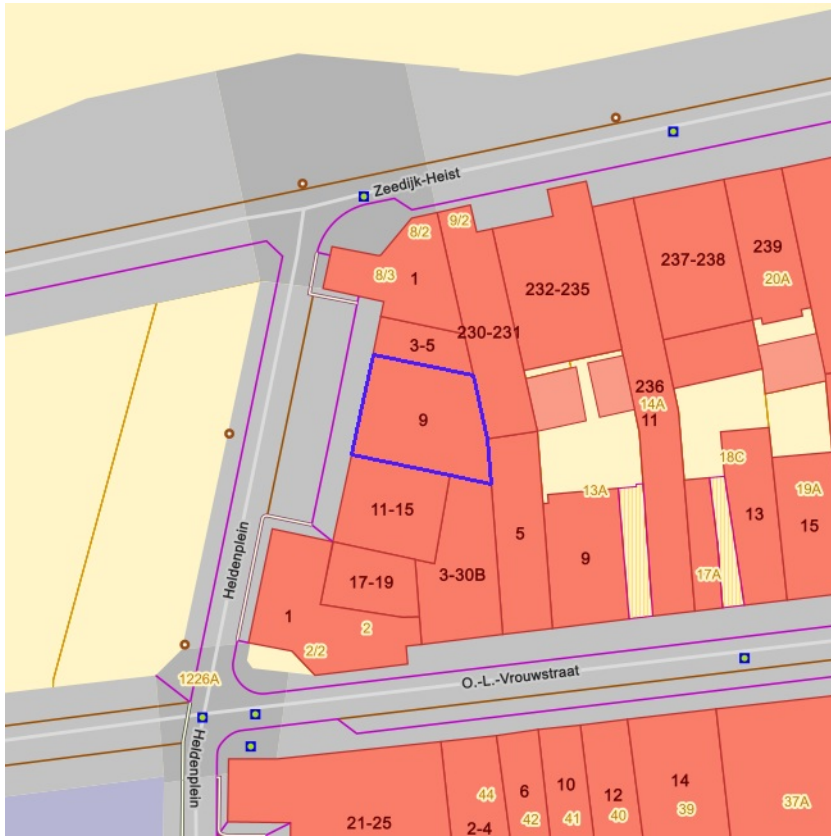 Zeedijk-Heist
8/2
9/2
8/3
1
239
237-238
20A
232-235
230-231
3-5
236
14A
9
11
18C
13A
19A
11-15
5
9
13
15
17-19
3-30B
17A
Heldenplein
1
2
2/2
1226A
O.-L.-Vrouwstraat
Heldenplein
21-25
44
2-4
6
42
10
41
12
40
14
39
37A